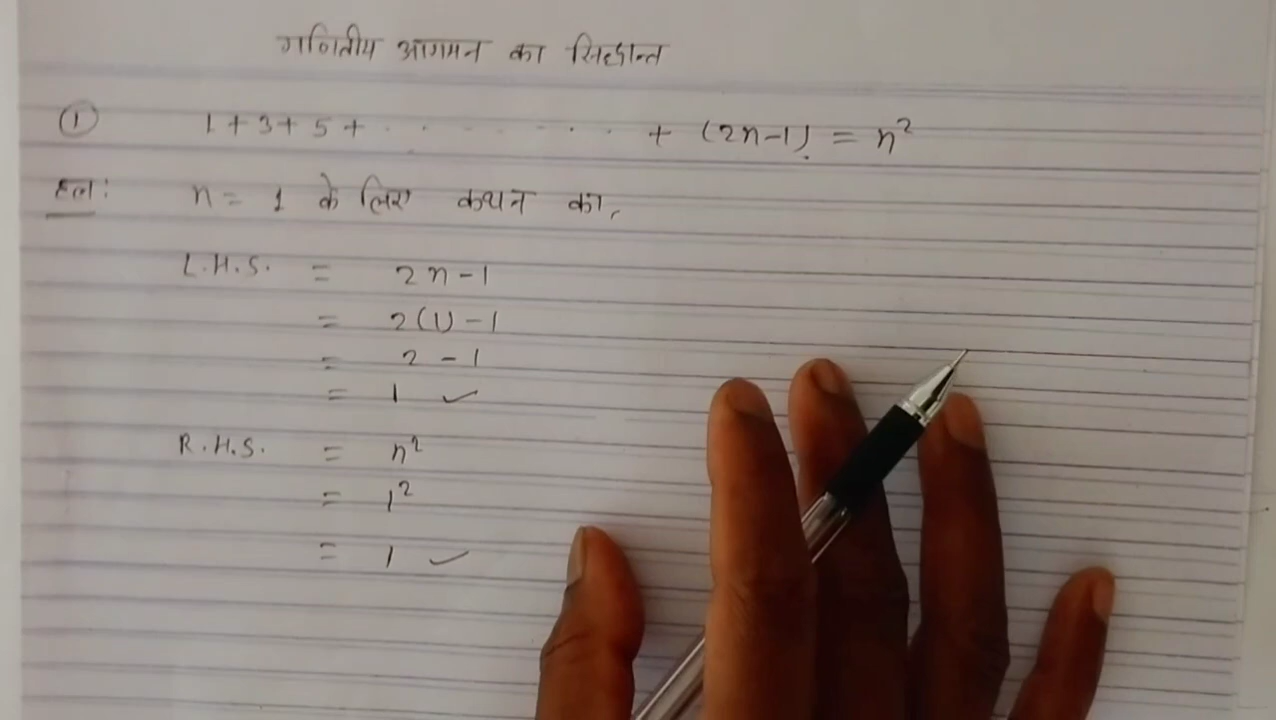 गणितीय आगमन का सिद्धान्त
① 1 + 3 + 5 + . . . . . . . . + (2n-1) = n²
हल: n = 1 के लिए कथन का,
L.H.S. = 2n - 1
= 2(1) - 1
= 2 - 1
= 1 ✓
R.H.S. = n²
= 1²
= 1 ✓